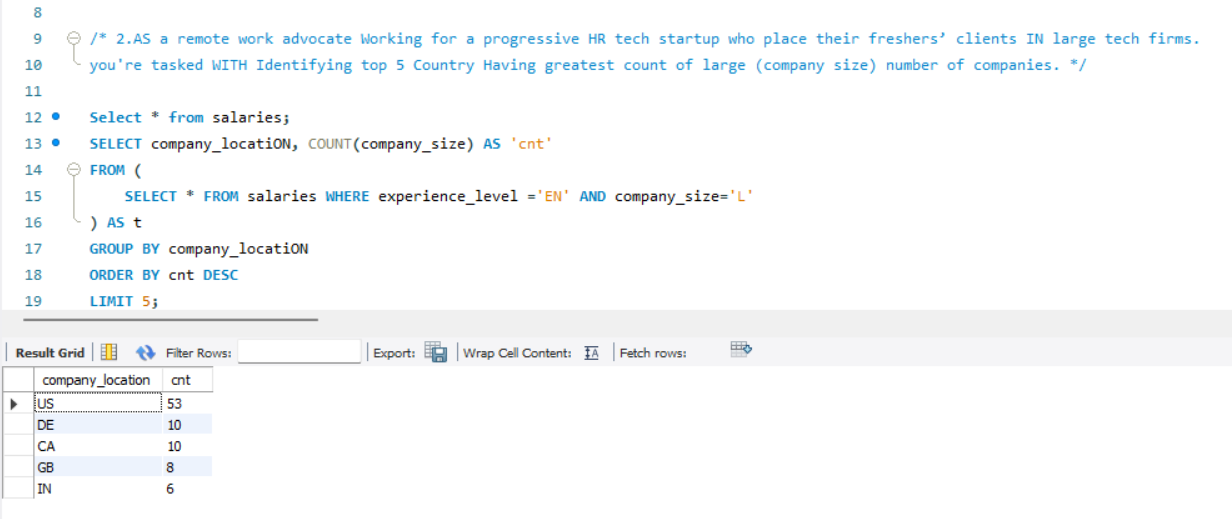 8
9 /* 2.AS a remote work advocate Working for a progressive HR tech startup who place their freshers’ clients IN large tech firms.
10 you're tasked WITH Identifying top 5 Country Having greatest count of large (company size) number of companies. */
11
12 Select * from salaries;
13 SELECT company_locatiON, COUNT(company_size) AS 'cnt'
14 FROM (
15 SELECT * FROM salaries WHERE experience_level ='EN' AND company_size='L'
16 ) AS t
17 GROUP BY company_locatiON
18 ORDER BY cnt DESC
19 LIMIT 5;
Result Grid Filter Rows: Export: Wrap Cell Content: IA Fetch rows:
company_location cnt
US 53
DE 10
CA 10
GB 8
IN 6